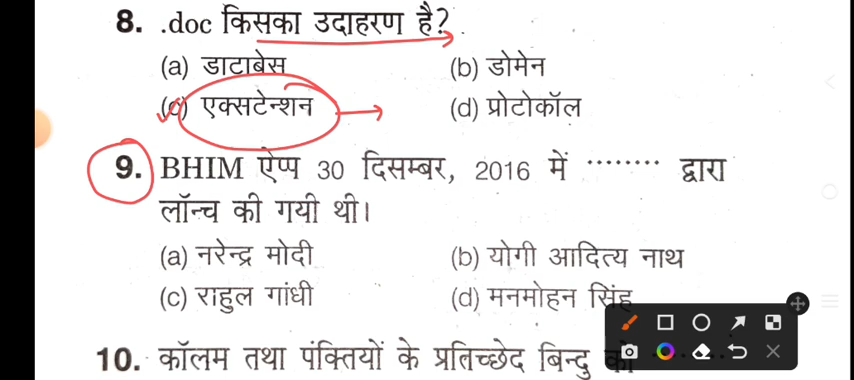 8. .doc किसका उदाहरण है?
(a) डाटाबेस (b) डोमेन
(c) एक्सटेन्शन (d) प्रोटोकॉल
9. BHIM ऐप्प 30 दिसम्बर, 2016 में ········ द्वारा
लॉन्च की गयी थी।
(a) नरेन्द्र मोदी (b) योगी आदित्य नाथ
(c) राहुल गांधी (d) मनमोहन सिंह
10. कॉलम तथा पंक्तियों के प्रतिच्छेद बिन्दु को